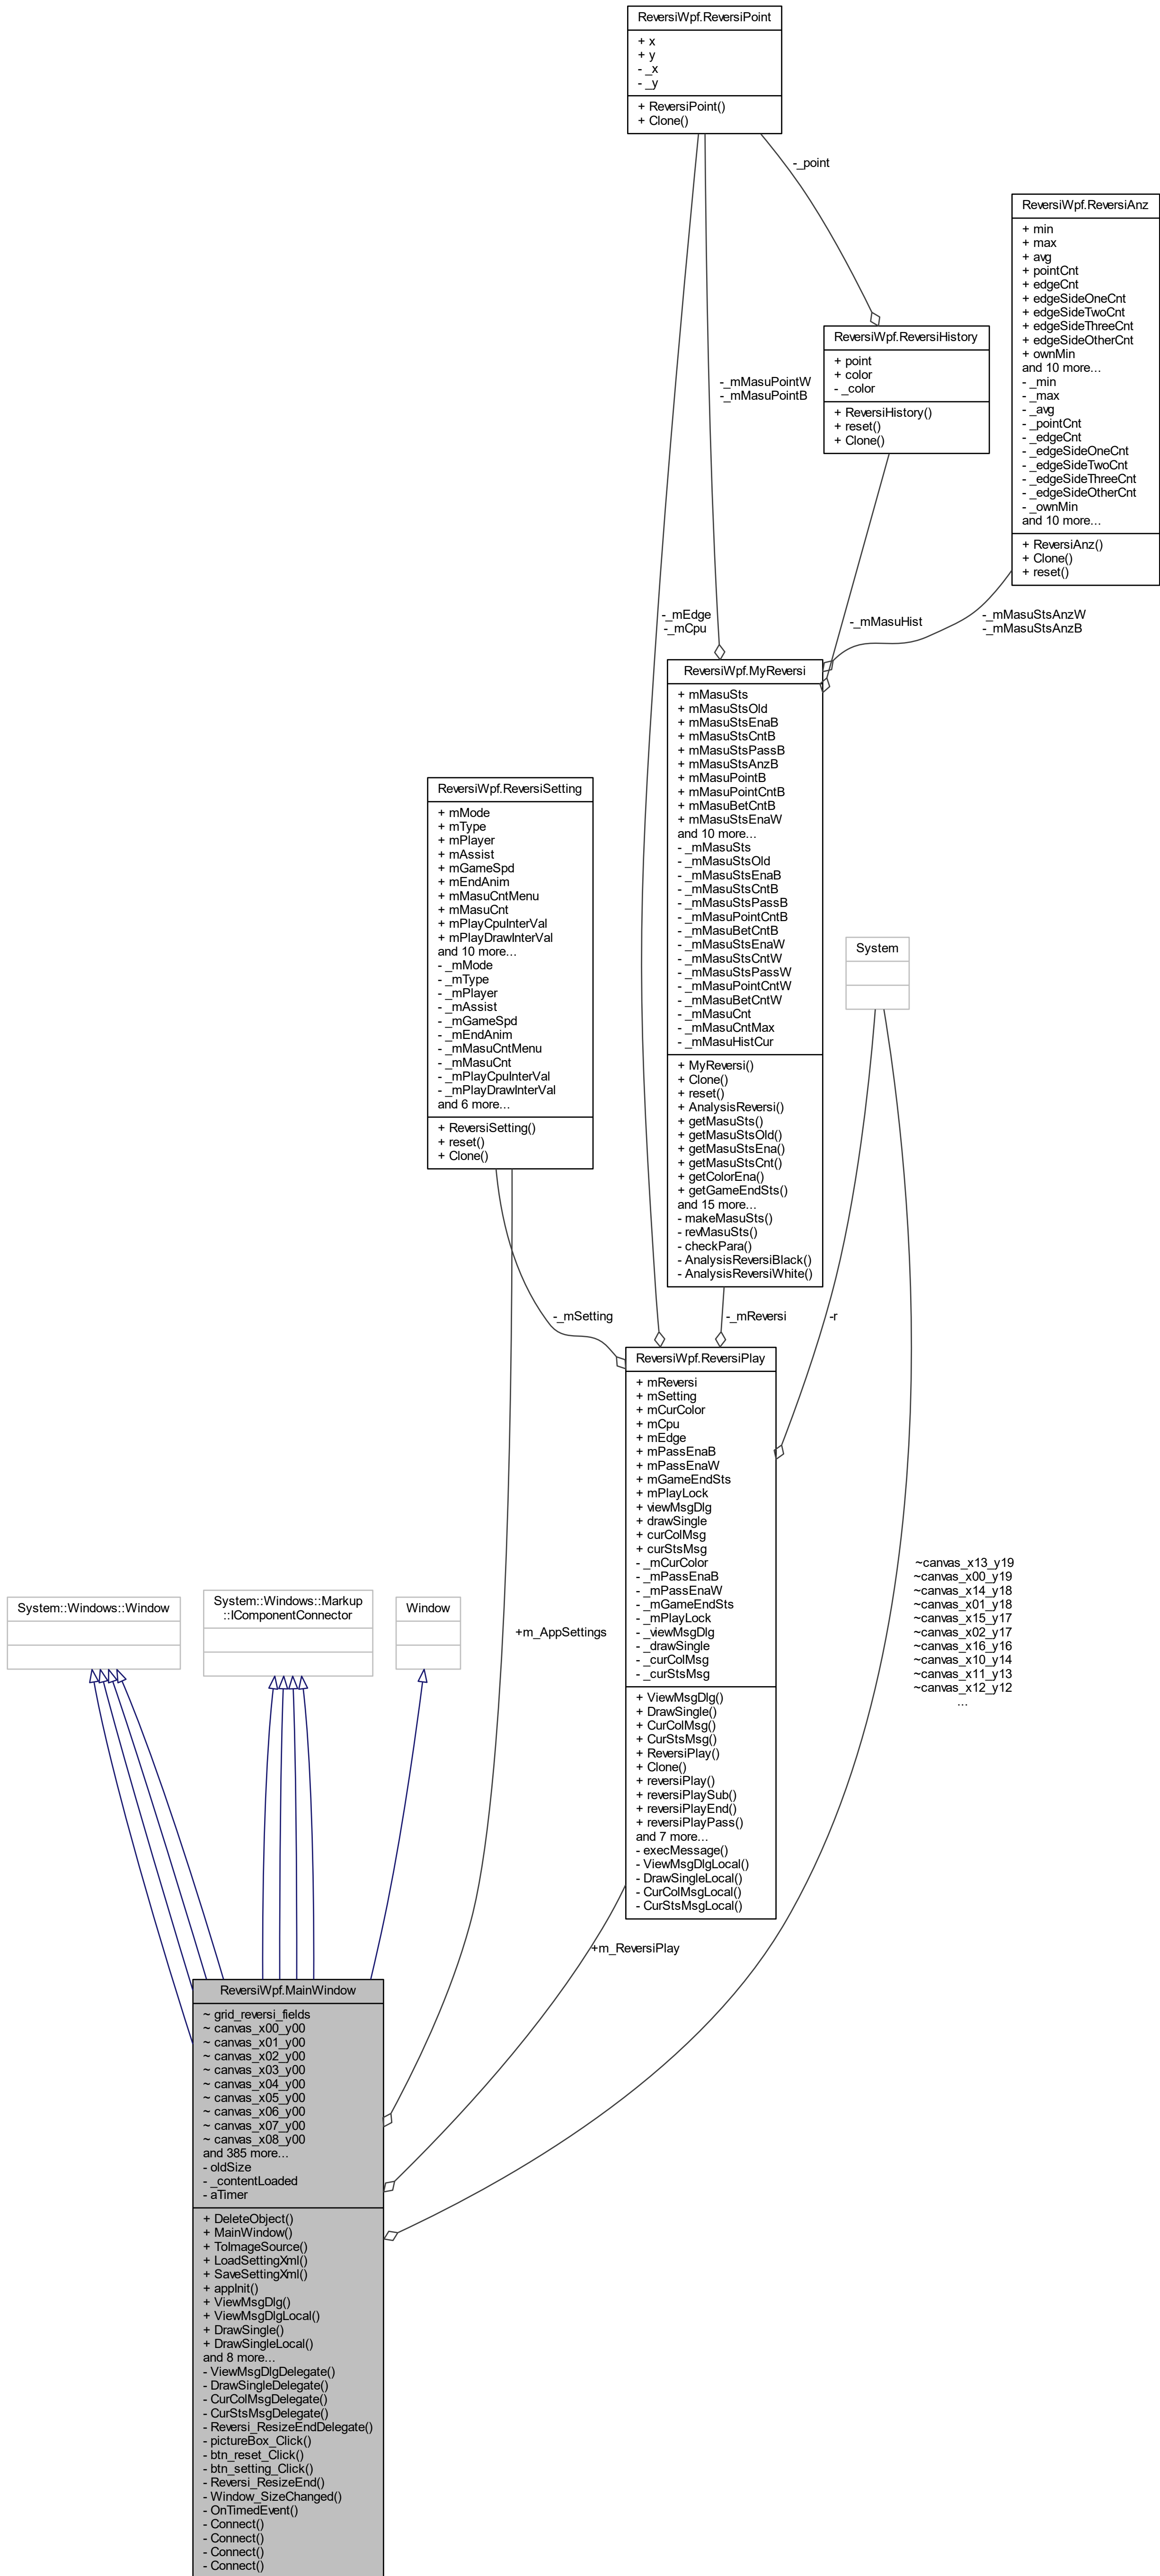 ReversiWpf.ReversiPoint
+ x
+ y
- _x
- _y
+ ReversiPoint()
+ Clone()
-_point
ReversiWpf.ReversiAnz
+ min
+ max
+ avg
+ pointCnt
+ edgeCnt
+ edgeSideOneCnt
+ edgeSideTwoCnt
+ edgeSideThreeCnt
+ edgeSideOtherCnt
+ ownMin
and 10 more...
- _min
- _max
- _avg
- _pointCnt
- _edgeCnt
- _edgeSideOneCnt
- _edgeSideTwoCnt
- _edgeSideThreeCnt
- _edgeSideOtherCnt
- _ownMin
and 10 more...
+ ReversiAnz()
+ Clone()
+ reset()
ReversiWpf.ReversiHistory
+ point
+ color
- _color
+ ReversiHistory()
+ reset()
+ Clone()
-_mMasuPointW
-_mMasuPointB
-_mEdge
-_mCpu
-_mMasuHist
-_mMasuStsAnzW
-_mMasuStsAnzB
ReversiWpf.MyReversi
+ mMasuSts
+ mMasuStsOld
+ mMasuStsEnaB
+ mMasuStsCntB
+ mMasuStsPassB
+ mMasuStsAnzB
+ mMasuPointB
+ mMasuPointCntB
+ mMasuBetCntB
+ mMasuStsEnaW
and 10 more...
- _mMasuSts
- _mMasuStsOld
- _mMasuStsEnaB
- _mMasuStsCntB
- _mMasuStsPassB
- _mMasuPointCntB
- _mMasuBetCntB
- _mMasuStsEnaW
- _mMasuStsCntW
- _mMasuStsPassW
- _mMasuPointCntW
- _mMasuBetCntW
- _mMasuCnt
- _mMasuCntMax
- _mMasuHistCur
+ MyReversi()
+ Clone()
+ reset()
+ AnalysisReversi()
+ getMasuSts()
+ getMasuStsOld()
+ getMasuStsEna()
+ getMasuStsCnt()
+ getColorEna()
+ getGameEndSts()
and 15 more...
- makeMasuSts()
- revMasuSts()
- checkPara()
- AnalysisReversiBlack()
- AnalysisReversiWhite()
ReversiWpf.ReversiSetting
+ mMode
+ mType
+ mPlayer
+ mAssist
+ mGameSpd
+ mEndAnim
+ mMasuCntMenu
+ mMasuCnt
+ mPlayCpuInterVal
+ mPlayDrawInterVal
and 10 more...
- _mMode
- _mType
- _mPlayer
- _mAssist
- _mGameSpd
- _mEndAnim
- _mMasuCntMenu
- _mMasuCnt
- _mPlayCpuInterVal
- _mPlayDrawInterVal
and 6 more...
+ ReversiSetting()
+ reset()
+ Clone()
System
-_mSetting
-_mReversi
-r
ReversiWpf.ReversiPlay
+ mReversi
+ mSetting
+ mCurColor
+ mCpu
+ mEdge
+ mPassEnaB
+ mPassEnaW
+ mGameEndSts
+ mPlayLock
+ viewMsgDlg
+ drawSingle
+ curColMsg
+ curStsMsg
- _mCurColor
- _mPassEnaB
- _mPassEnaW
- _mGameEndSts
- _mPlayLock
- _viewMsgDlg
- _drawSingle
- _curColMsg
- _curStsMsg
+ ViewMsgDlg()
+ DrawSingle()
+ CurColMsg()
+ CurStsMsg()
+ ReversiPlay()
+ Clone()
+ reversiPlay()
+ reversiPlaySub()
+ reversiPlayEnd()
+ reversiPlayPass()
and 7 more...
- execMessage()
- ViewMsgDlgLocal()
- DrawSingleLocal()
- CurColMsgLocal()
- CurStsMsgLocal()
~canvas_x13_y19
~canvas_x00_y19
~canvas_x14_y18
~canvas_x01_y18
~canvas_x15_y17
~canvas_x02_y17
~canvas_x16_y16
~canvas_x10_y14
~canvas_x11_y13
~canvas_x12_y12
...
System::Windows::Window
System::Windows::Markup
::IComponentConnector
Window
+m_AppSettings
+m_ReversiPlay
ReversiWpf.MainWindow
~ grid_reversi_fields
~ canvas_x00_y00
~ canvas_x01_y00
~ canvas_x02_y00
~ canvas_x03_y00
~ canvas_x04_y00
~ canvas_x05_y00
~ canvas_x06_y00
~ canvas_x07_y00
~ canvas_x08_y00
and 385 more...
- oldSize
- _contentLoaded
- aTimer
+ DeleteObject()
+ MainWindow()
+ ToImageSource()
+ LoadSettingXml()
+ SaveSettingXml()
+ appInit()
+ ViewMsgDlg()
+ ViewMsgDlgLocal()
+ DrawSingle()
+ DrawSingleLocal()
and 8 more...
- ViewMsgDlgDelegate()
- DrawSingleDelegate()
- CurColMsgDelegate()
- CurStsMsgDelegate()
- Reversi_ResizeEndDelegate()
- pictureBox_Click()
- btn_reset_Click()
- btn_setting_Click()
- Reversi_ResizeEnd()
- Window_SizeChanged()
- OnTimedEvent()
- Connect()
- Connect()
- Connect()
- Connect()